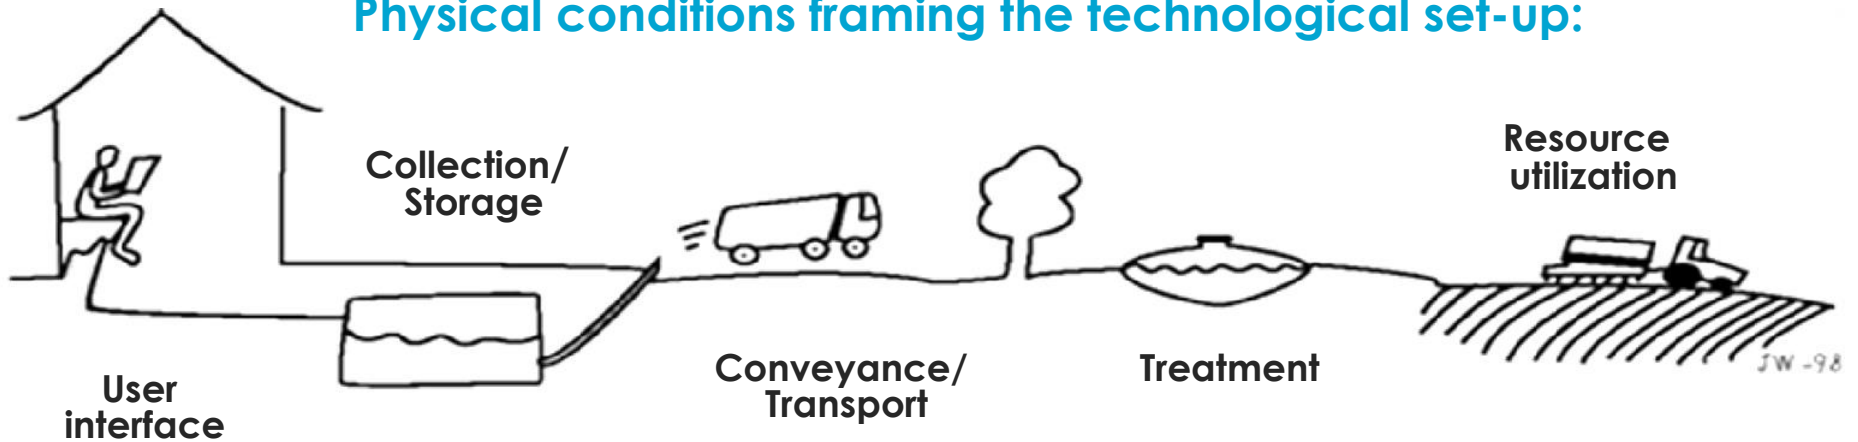 Physical conditions framing the technological set-up:
Collection/
Storage
Resource
utilization
User
interface
Conveyance/
Transport
Treatment
JW -98